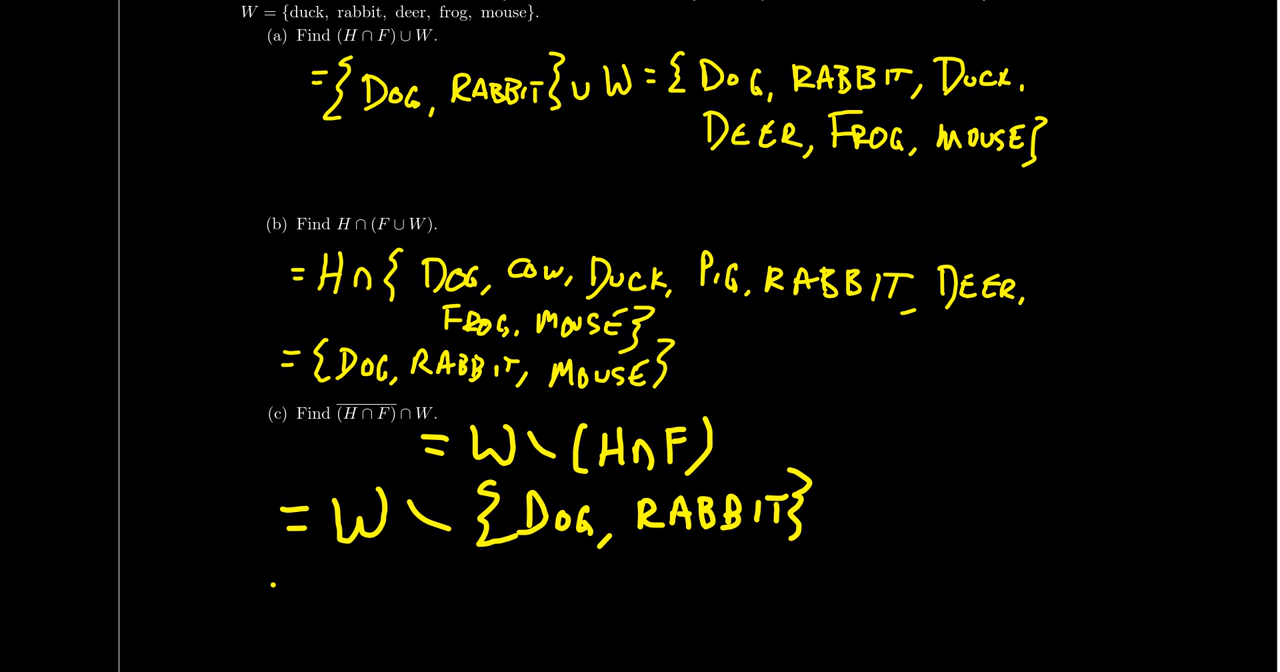 W = {duck, rabbit, deer, frog, mouse}.
(a) Find (H ∩ F) ∪ W.
= { DOG, RABBIT } ∪ W = { DOG, RABBIT, DUCK,
DEER, FROG, MOUSE}
(b) Find H ∩ (F ∪ W).
= H ∩ { DOG, COW, DUCK, PIG, RABBIT, DEER,
FROG, MOUSE}
= {DOG, RABBIT, MOUSE}
(c) Find \overline{(H ∩ F)} ∩ W.
= W \ (H ∩ F)
= W \ {DOG, RABBIT}